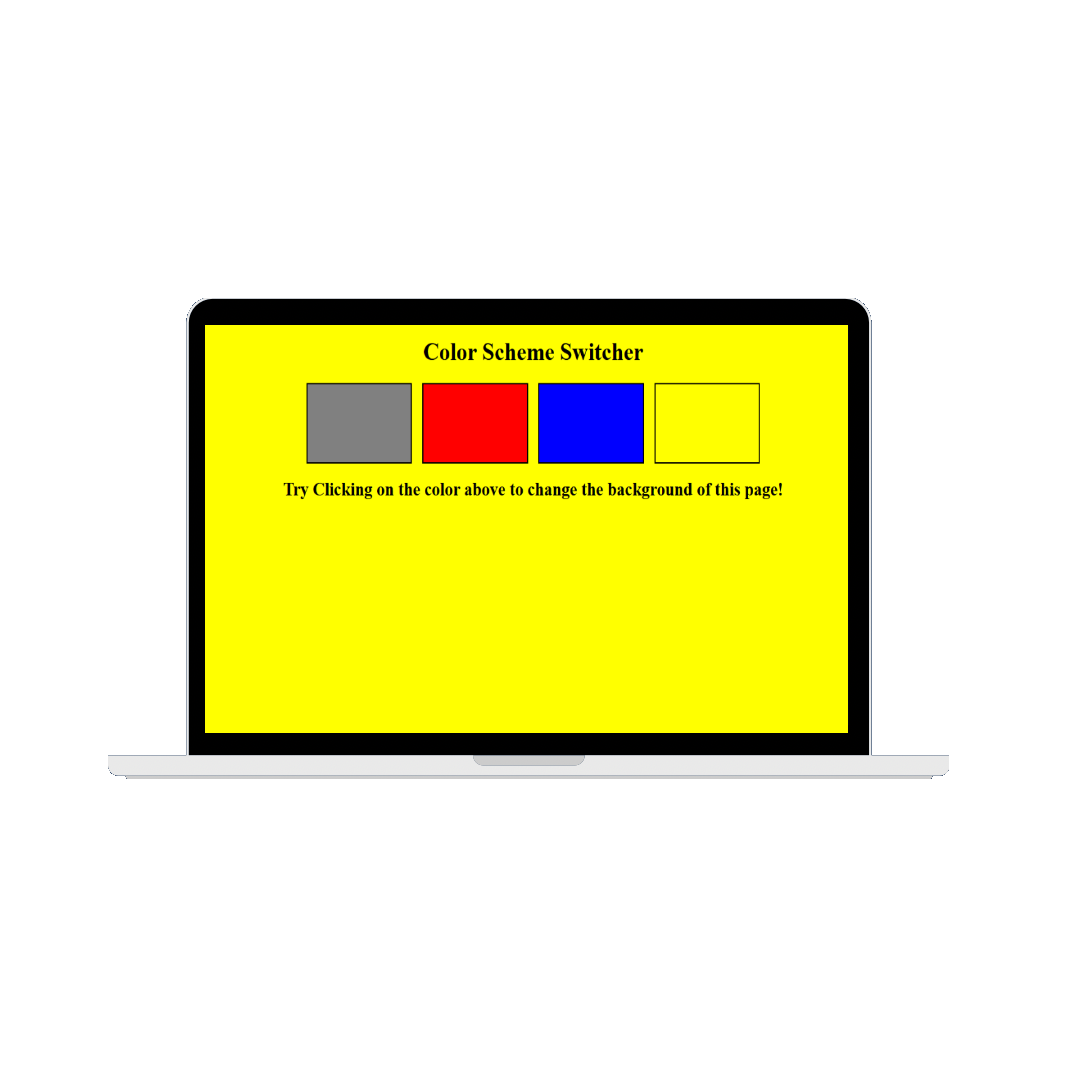 Color Scheme Switcher
Try Clicking on the color above to change the background of this page!